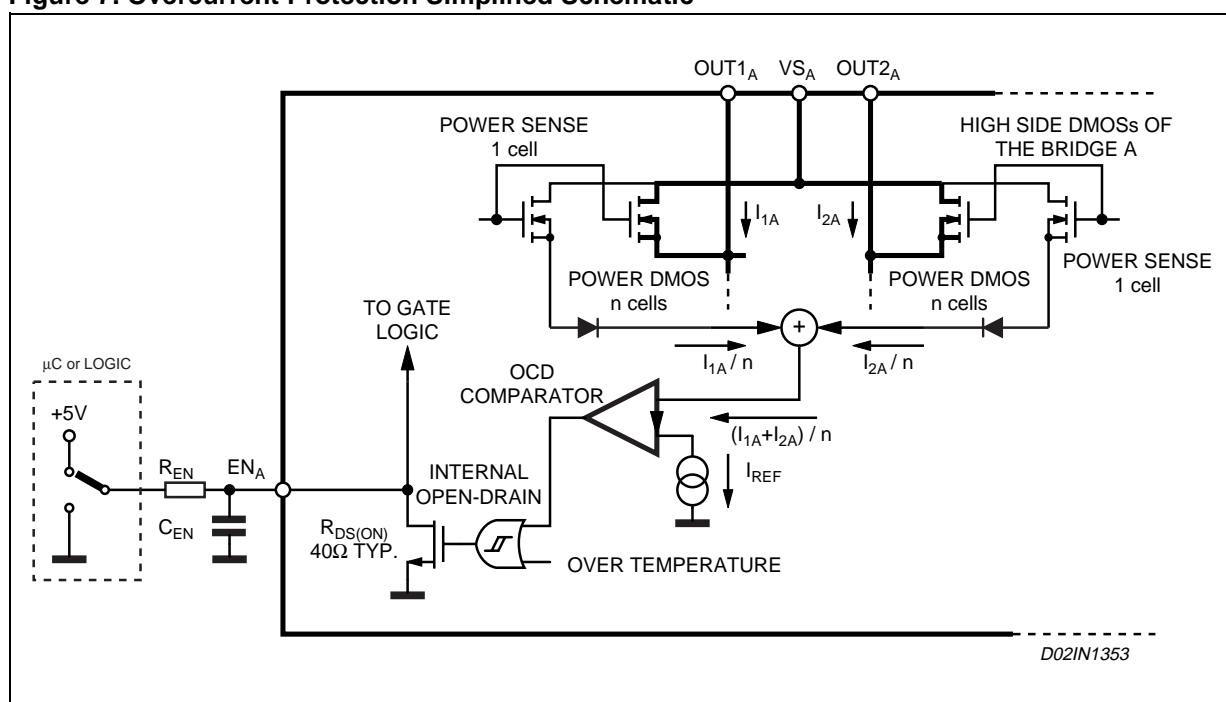 Figure 7. Overcurrent Protection Simplified Schematic
OUT1A VSA OUT2A
POWER SENSE
1 cell
HIGH SIDE DMOSs OF
THE BRIDGE A
I1A
I2A
POWER DMOS
n cells
POWER DMOS
n cells
POWER SENSE
1 cell
TO GATE
LOGIC
+
I1A / n
I2A / n
μC or LOGIC
+5V
OCD
COMPARATOR
(I1A+I2A) / n
IREF
REN
ENA
INTERNAL
OPEN-DRAIN
CEN
RDS(ON)
40Ω TYP.
OVER TEMPERATURE
D02IN1353